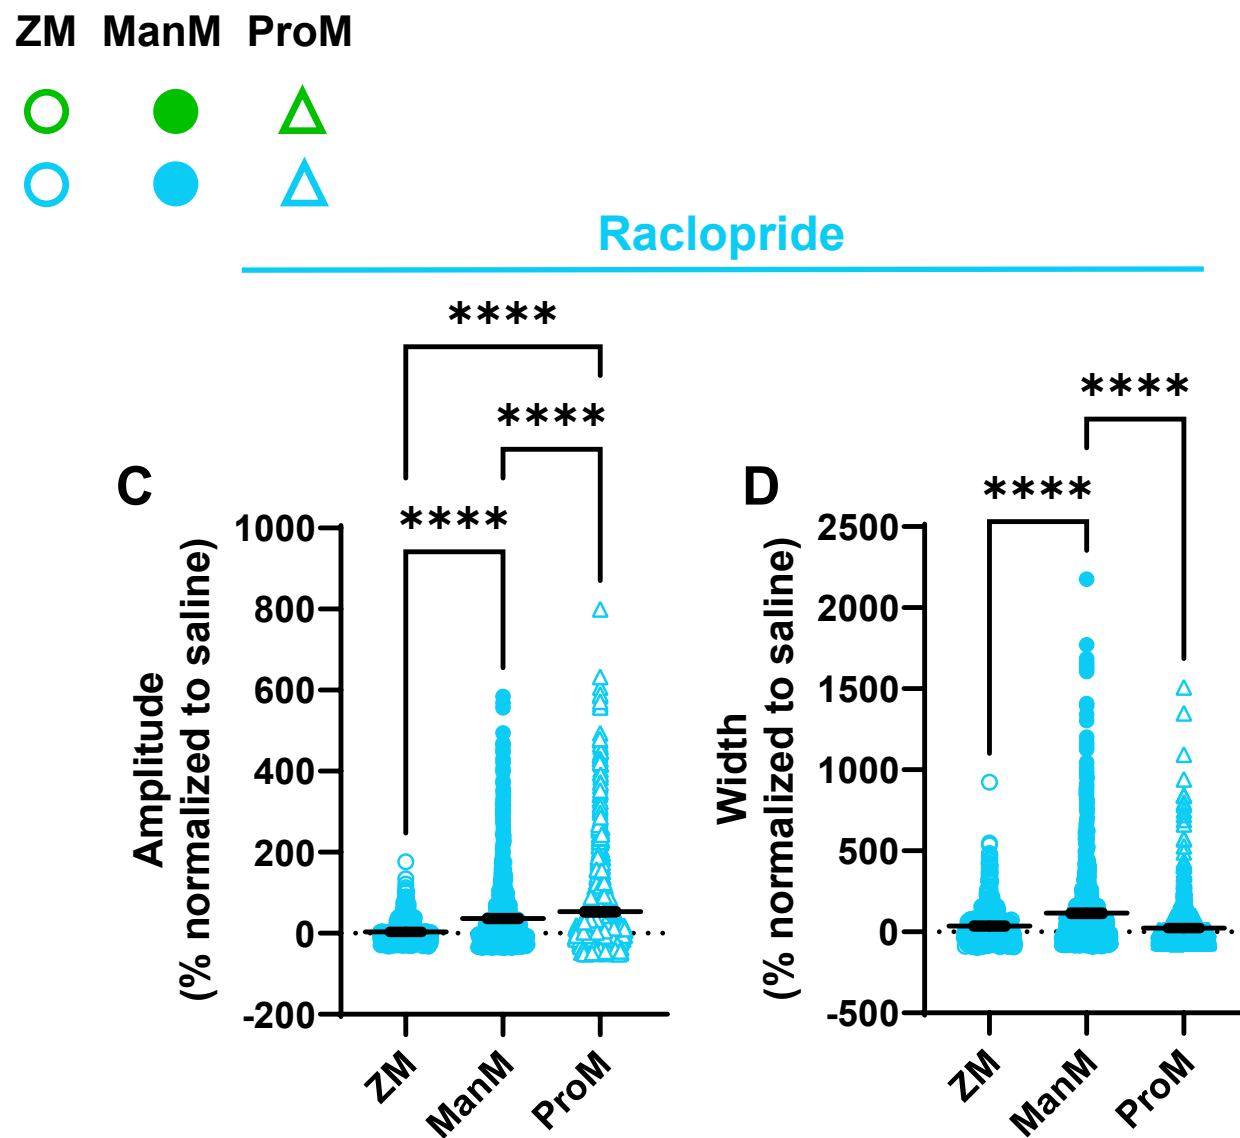 ZM ManM ProM
Raclopride
****
****
****
C
Amplitude
(% normalized to saline)
1000
800
600
400
200
0
-200
ZM
ManM
ProM
****
****
D
Width
(% normalized to saline)
2500
2000
1500
1000
500
0
-500
ZM
ManM
ProM